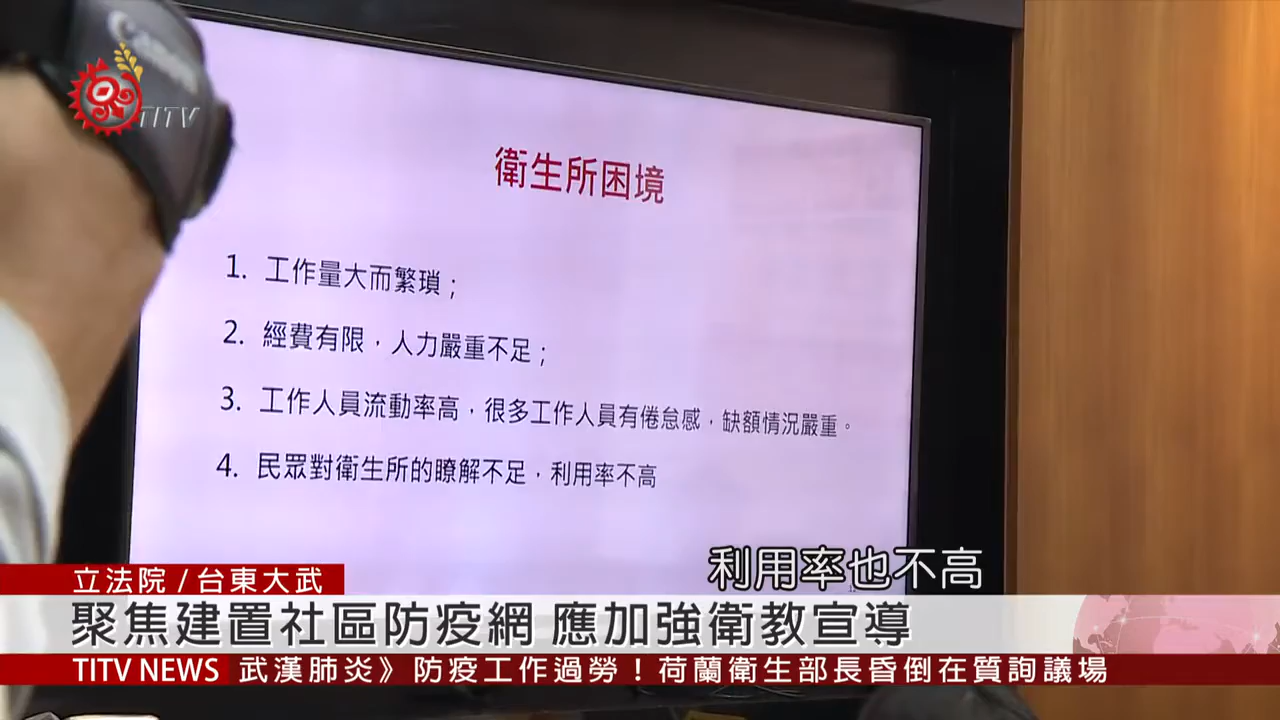 TITV
衛生所困境
1. 工作量大而繁瑣；
2. 經費有限，人力嚴重不足；
3. 工作人員流動率高，很多工作人員有倦怠感，缺額情況嚴重。
4. 民眾對衛生所的瞭解不足，利用率不高
利用率也不高
立法院 / 台東大武
聚焦建置社區防疫網 應加強衛教宣導
TITV NEWS 武漢肺炎》防疫工作過勞！荷蘭衛生部長昏倒在質詢議場